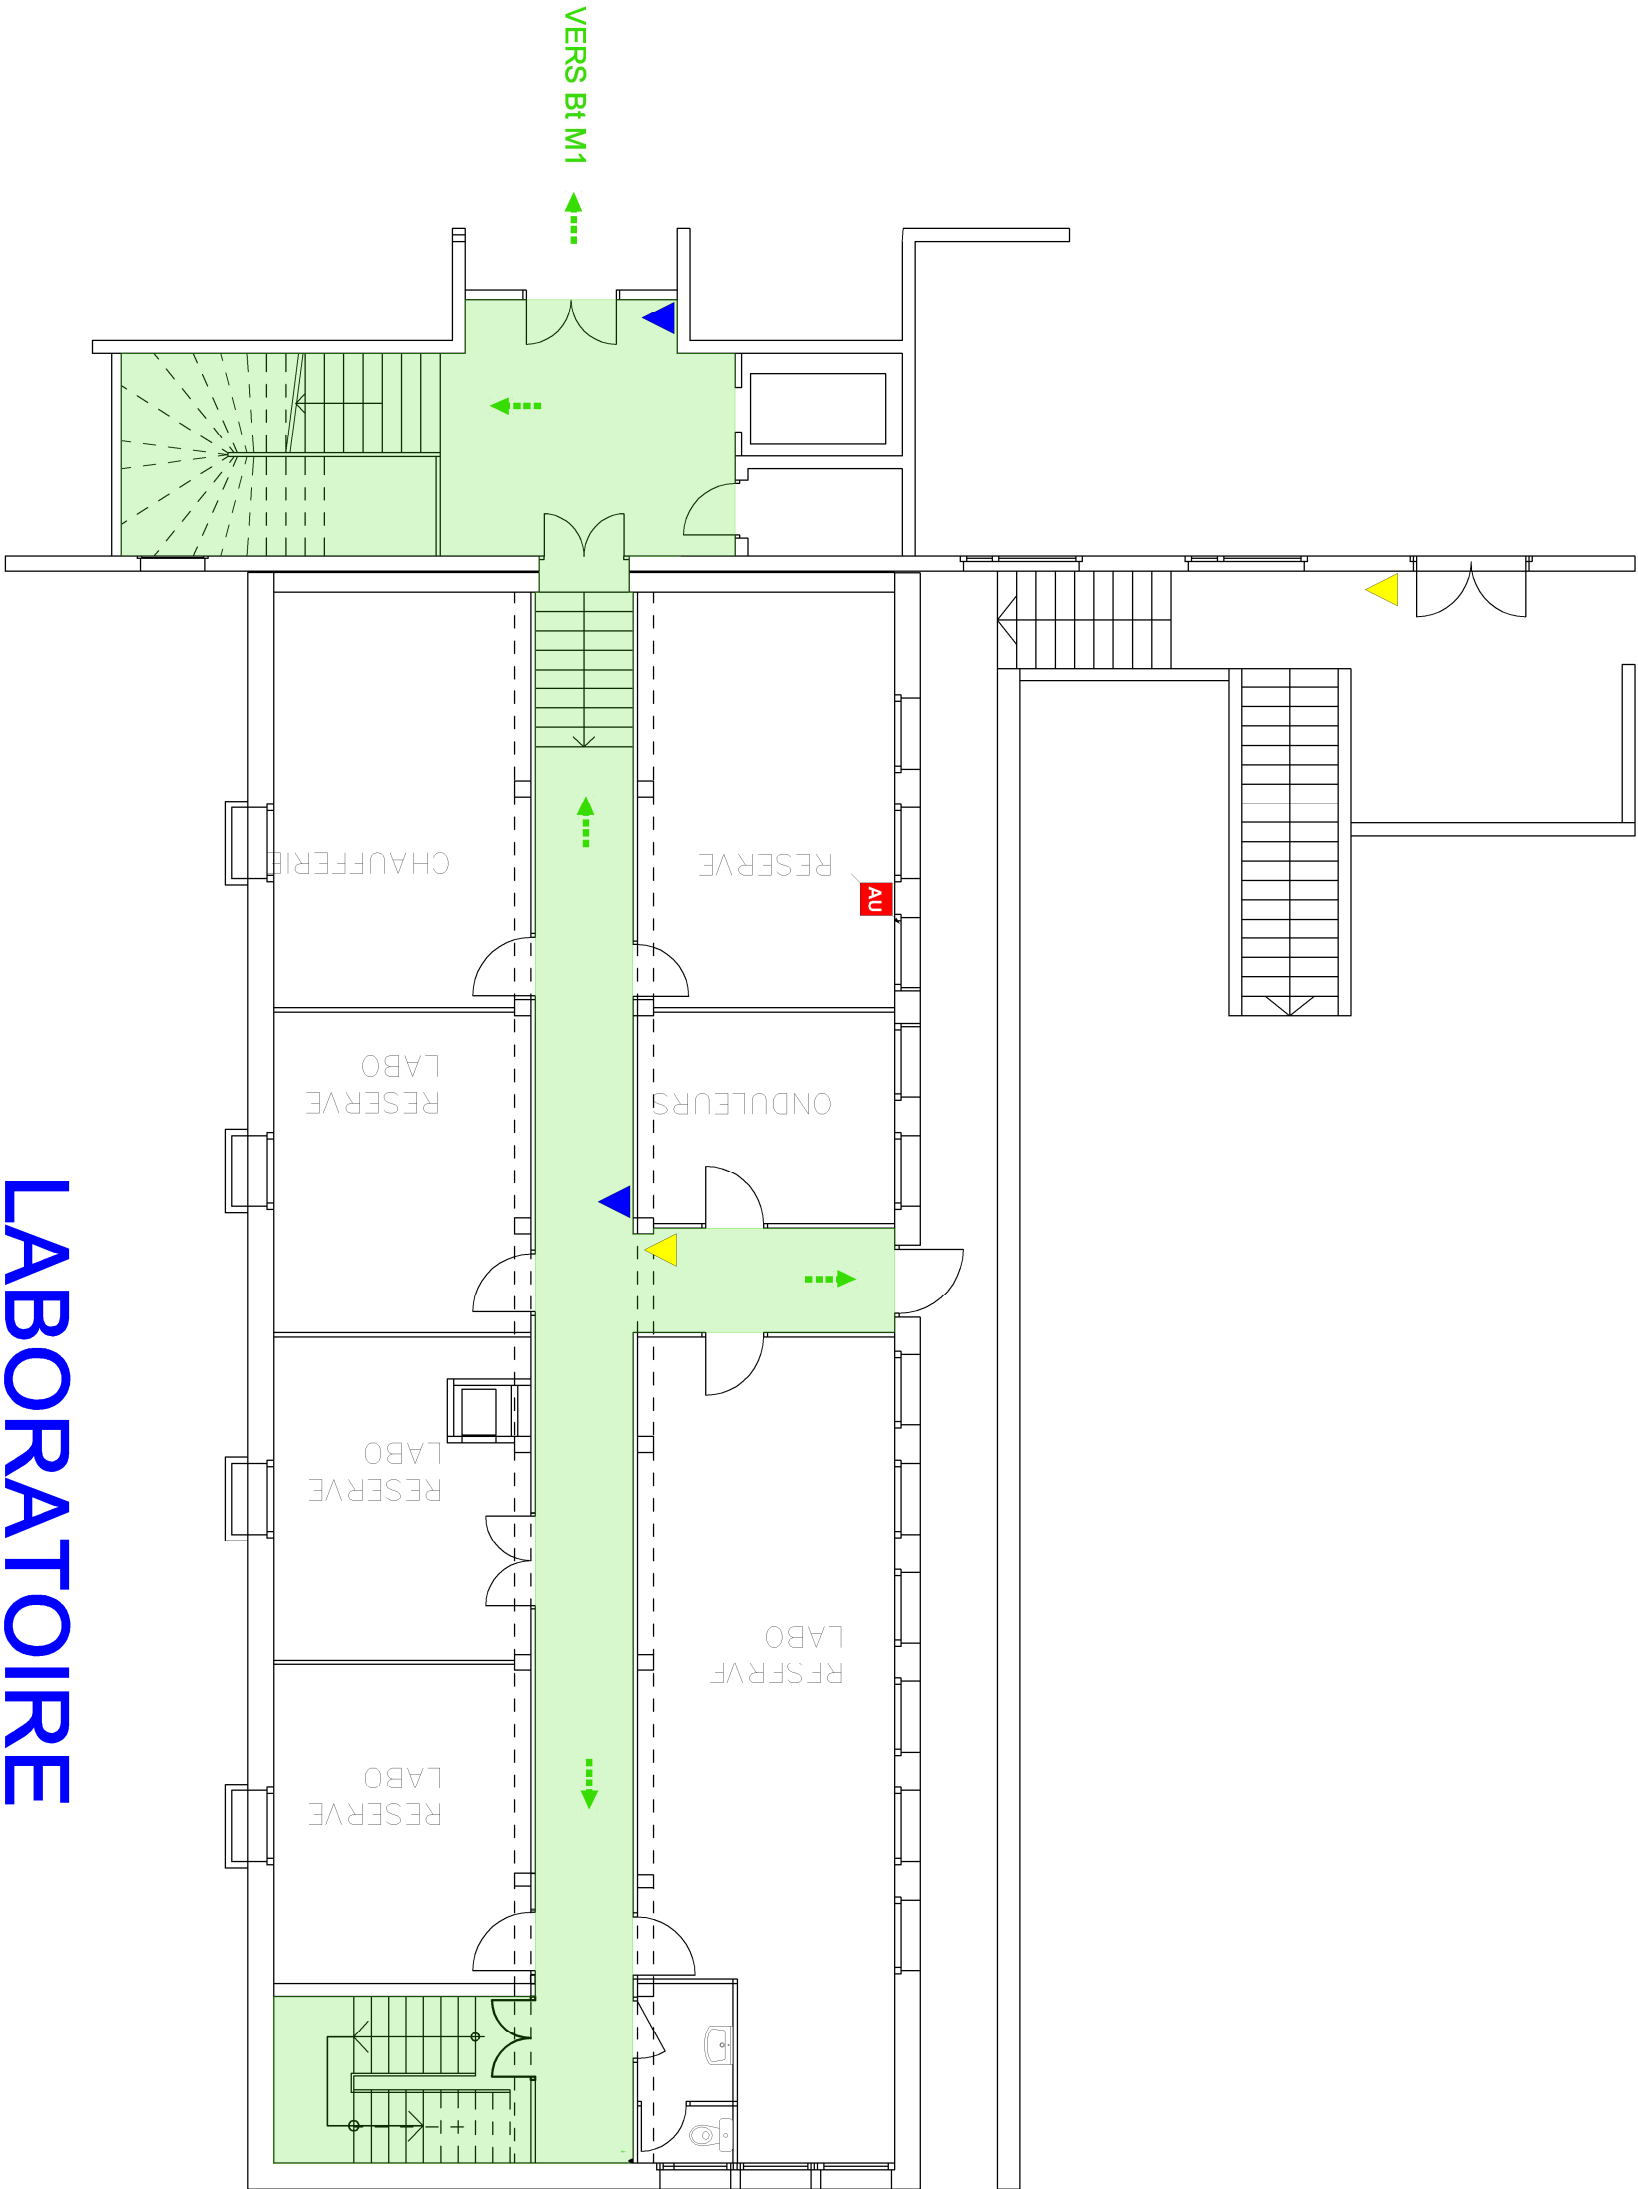 VERS Bt M1
CHAUFFERIE
RESERVE
AU
RESERVE
LABO
ONDULEURS
RESERVE
LABO
RESERVE
LABO
RESERVE
LABO
LABORATOIRE